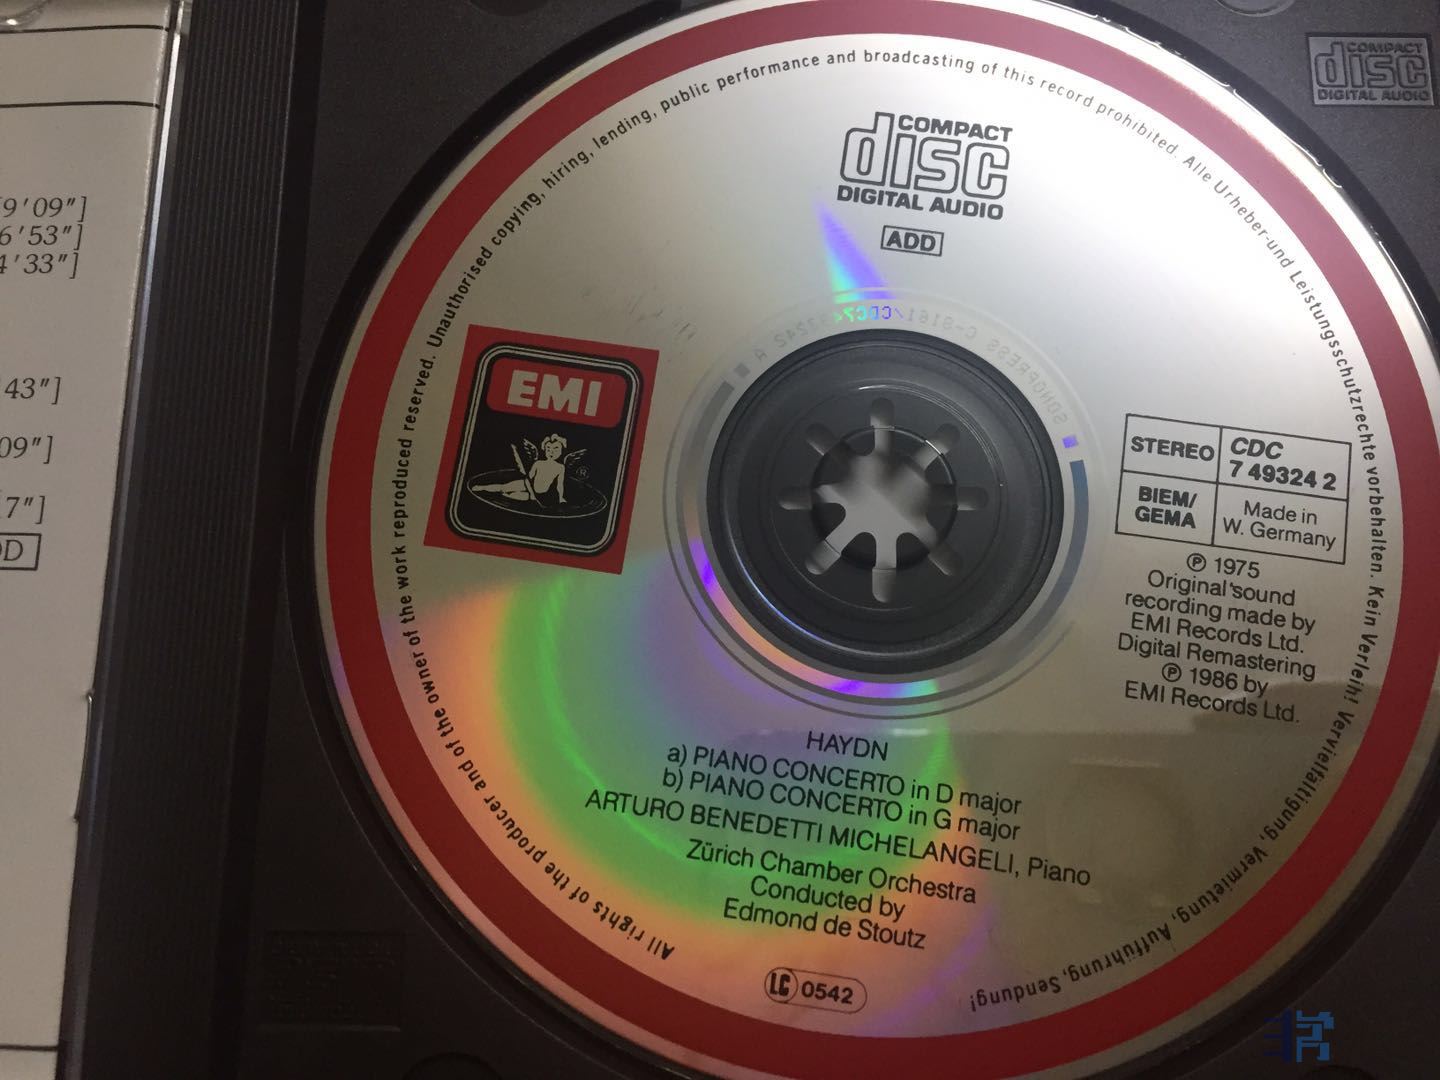 9'09"]
6'53"]
4'33"]
43"]
09"]
7"]
COMPACT
disc
DIGITAL AUDIO
COMPACT
disc
DIGITAL AUDIO
ADD
All rights of the producer and of the owner of the work reproduced reserved. Unauthorised copying, hiring, lending, public performance and broadcasting of this record prohibited. Alle Urheber-und Leistungsschutzrechte vorbehalten. Kein Verleih! Vervielfältigung, Vermietung, Aufführung, Sendung!
EMI
®
SONOPRESS
STEREO
CDC
7 49324 2
BIEM/
GEMA
Made in
W. Germany
℗ 1975
Original sound
recording made by
EMI Records Ltd.
Digital Remastering
℗ 1986 by
EMI Records Ltd.
HAYDN
a) PIANO CONCERTO in D major
b) PIANO CONCERTO in G major
ARTURO BENEDETTI MICHELANGELI, Piano
Zürich Chamber Orchestra
Conducted by
Edmond de Stoutz
LC 0542